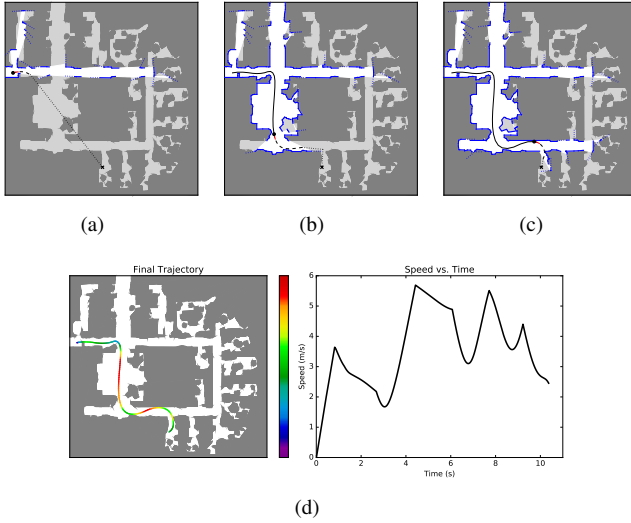 (a)
(b)
(c)
Final Trajectory
Speed vs. Time
6
5
4
3
2
1
0
Speed (m/s)
0 2 4 6 8 10
Time (s)
(d)